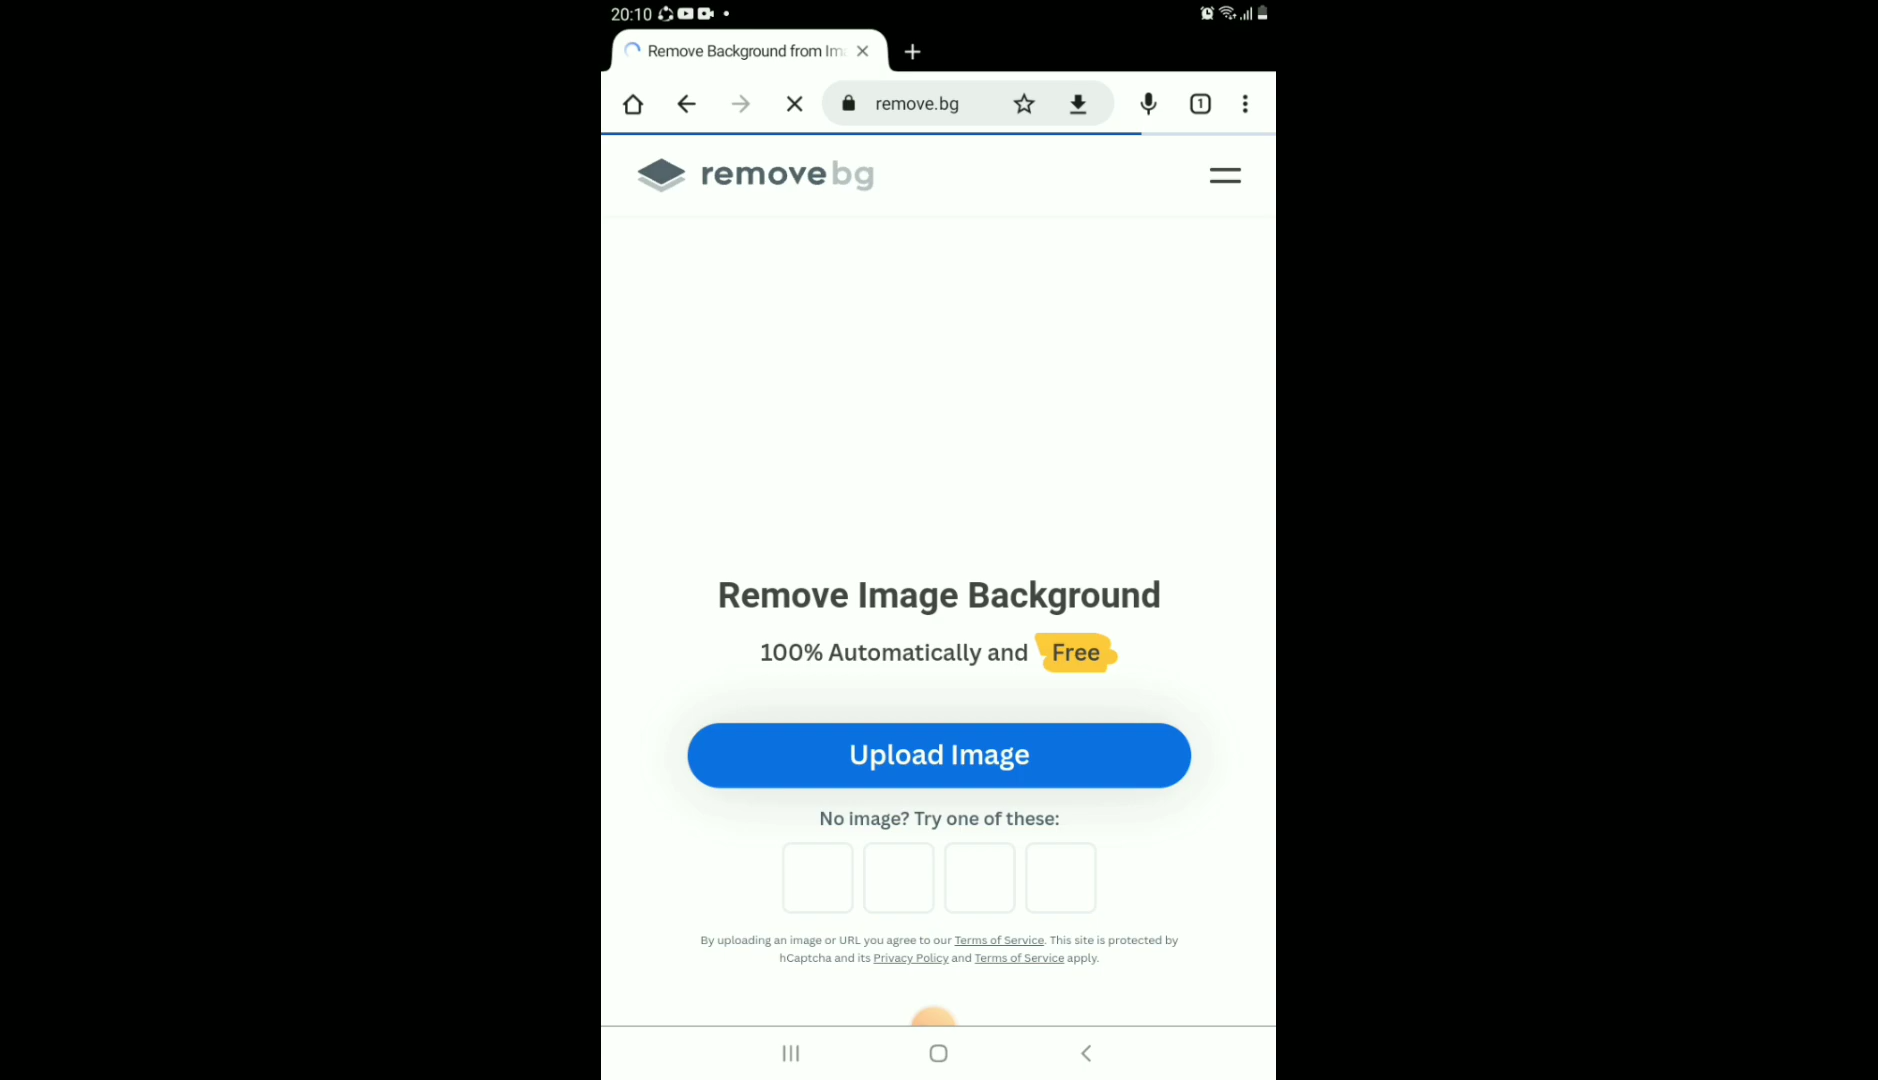 20:10
Remove Background from Im
remove.bg
1
removebg
Remove Image Background
100% Automatically and Free
Upload Image
No image? Try one of these:
By uploading an image or URL you agree to our Terms of Service. This site is protected by
hCaptcha and its Privacy Policy and Terms of Service apply.